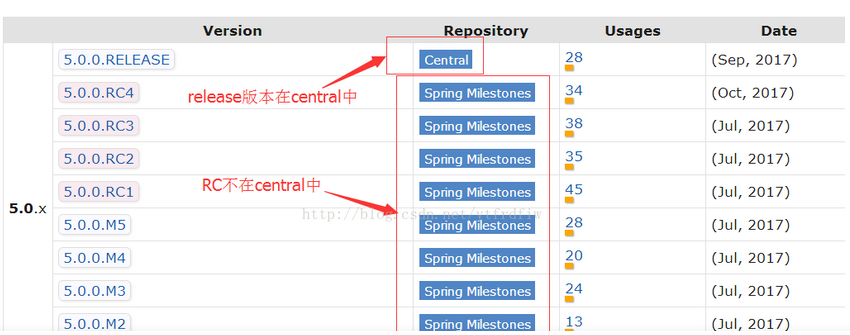 Version Repository Usages Date
5.0.0.RELEASE Central 28 (Sep, 2017)
release版本在central中
5.0.0.RC4 Spring Milestones 34 (Oct, 2017)
5.0.0.RC3 Spring Milestones 38 (Jul, 2017)
5.0.0.RC2 Spring Milestones 35 (Jul, 2017)
RC不在central中
5.0.0.RC1 Spring Milestones 45 (Jul, 2017)
5.0.x
http://blog.csdn.net/rtfrdfiw
5.0.0.M5 Spring Milestones 28 (Jul, 2017)
5.0.0.M4 Spring Milestones 20 (Jul, 2017)
5.0.0.M3 Spring Milestones 24 (Jul, 2017)
5.0.0.M2 Spring Milestones 13 (Jul, 2017)